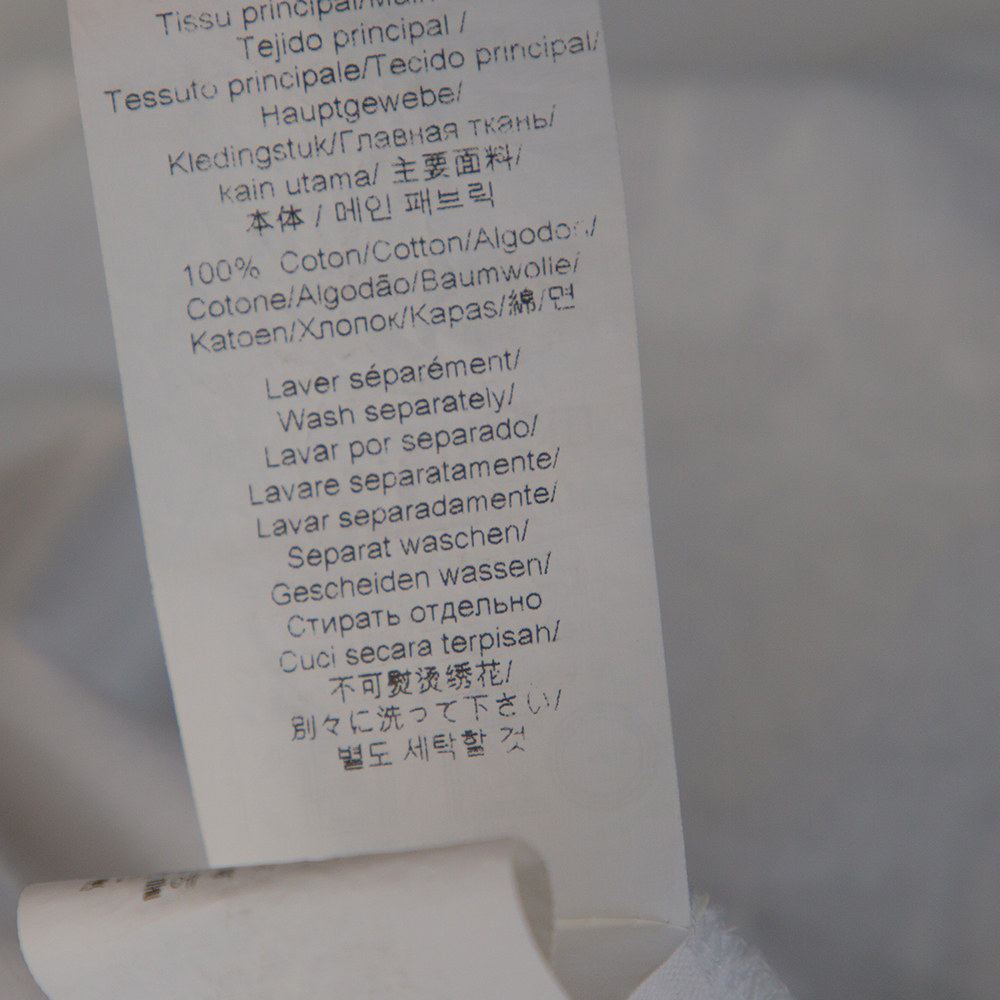 Tissu principal/Main
Tejido principal /
Tessuto principale/Tecido principal/
Hauptgewebe/
Kledingstuk/Главная ткань/
kain utama/ 主要面料/
本体 / 메인 패브릭
100% Coton/Cotton/Algodon/
Cotone/Algodão/Baumwolle/
Katoen/Хлопок/Kapas/綿/면
Laver séparément/
Wash separately/
Lavar por separado/
Lavare separatamente/
Lavar separadamente/
Separat waschen/
Gescheiden wassen/
Стирать отдельно
Cuci secara terpisah/
不可熨烫绣花/
別々に洗って下さい/
별도 세탁할 것